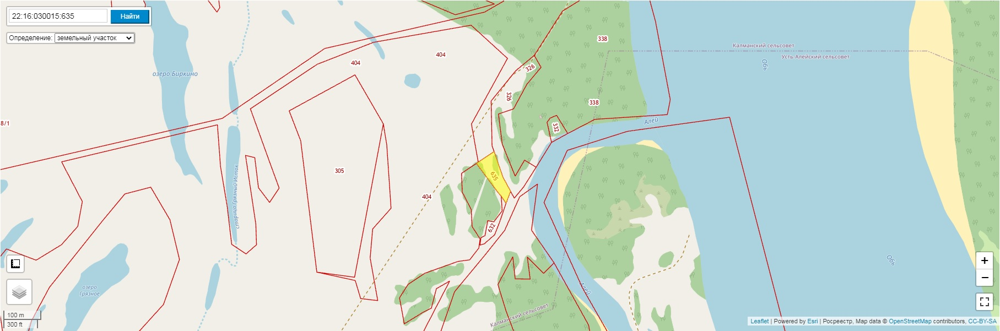 22:16:030015:635
Найти
Определение: земельный участок
338
Калманский сельсовет
Усть-Алейский сельсовет
404
404
Обь
326
озеро Биркино
326
338
8/1
332
Алей
305
635
старица Грязный Исток
404
632
Обь
+
−
озеро
Грязное
Алей
Калманский сельсовет
100 m
300 ft
Leaflet | Powered by Esri | Росреестр, Map data © OpenStreetMap contributors, CC-BY-SA